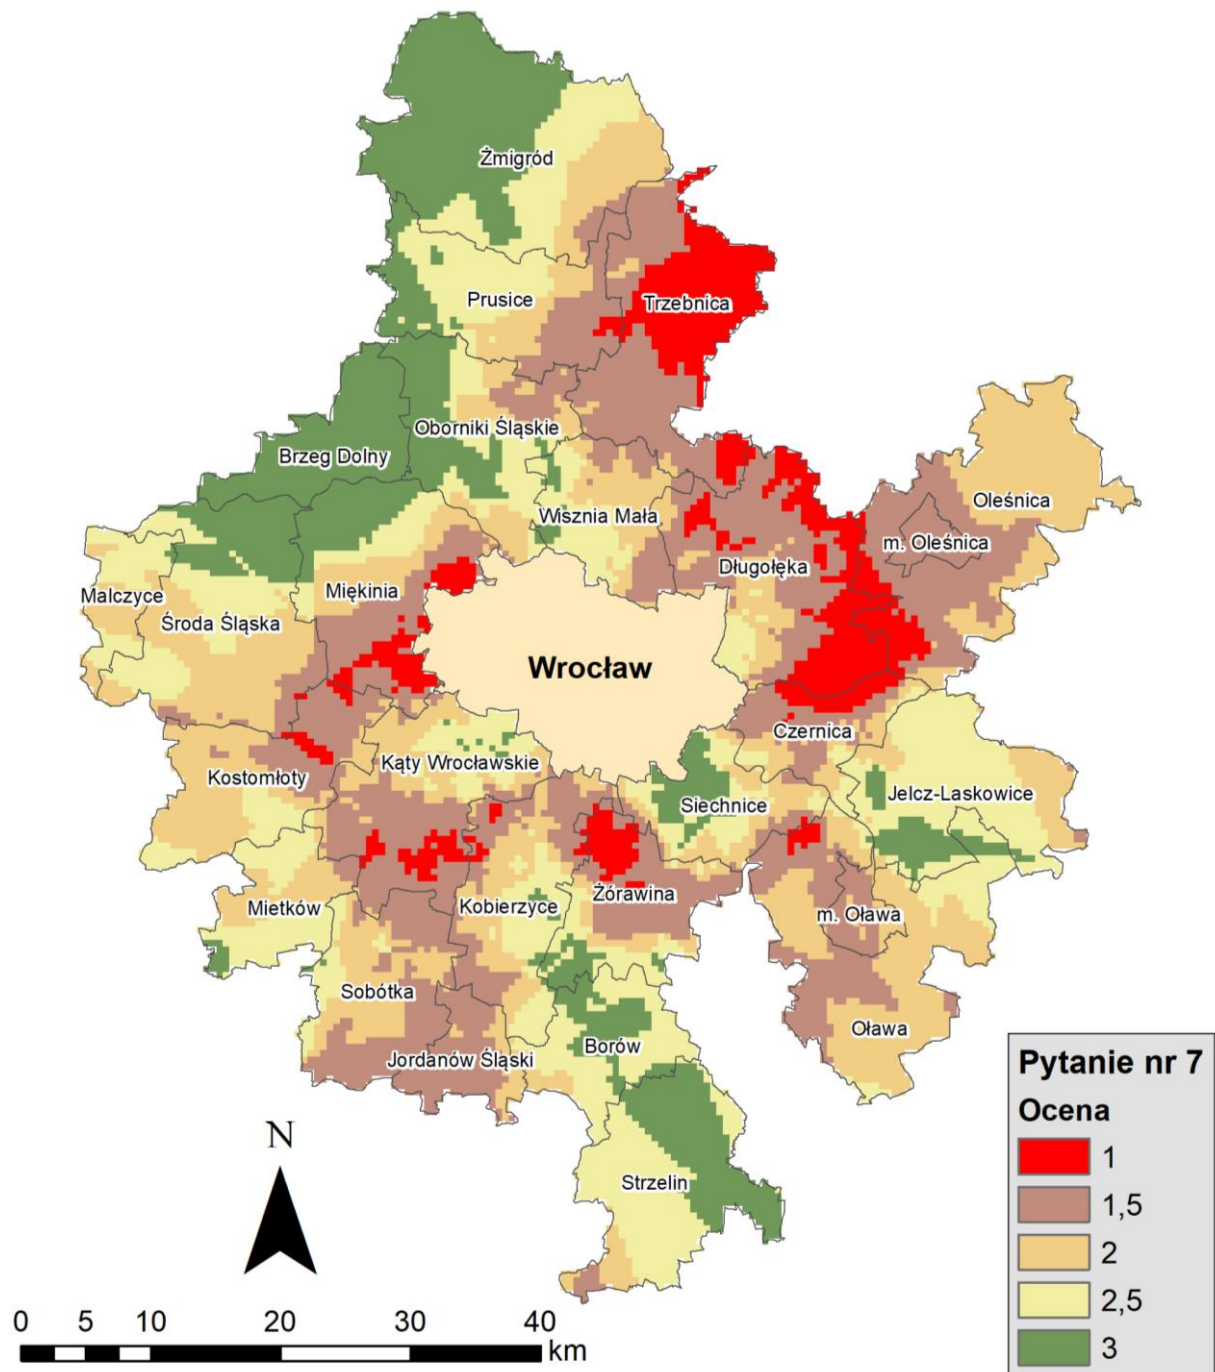 Żmigród
Prusice
Trzebnica
Oborniki Śląskie
Brzeg Dolny
Oleśnica
Wisznia Mała
m. Oleśnica
Długołęka
Malczyce
Miękinia
Środa Śląska
Wrocław
Czernica
Kąty Wrocławskie
Kostomłoty
Siechnice
Jelcz-Laskowice
Żórawina
Mietków
Kobierzyce
m. Oława
Sobótka
Oława
Borów
Jordanów Śląski
Strzelin
N
0 5 10 20 30 40
km
Pytanie nr 7
Ocena
1
1,5
2
2,5
3